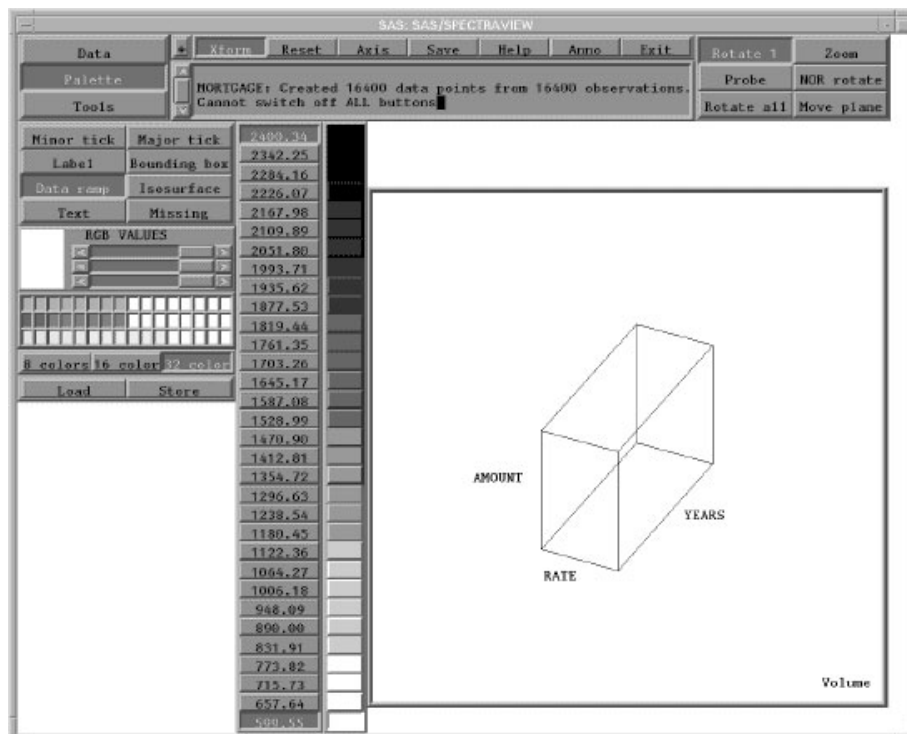 SAS: SAS/SPECTRAVIEW
Data
Palette
Tools
Xform Reset Axis Save Help Anno Exit
MORTGAGE: Created 16400 data points from 16400 observations.
Cannot switch off ALL buttons
Rotate 1 Zoom
Probe NOR rotate
Rotate all Move plane
Minor tick Major tick
Label Bounding box
Data ramp Isosurface
Text Missing
RGB VALUES
8 colors 16 color 32 color
Load Store
2400.34
2342.25
2284.16
2226.07
2167.98
2109.89
2051.80
1993.71
1935.62
1877.53
1819.44
1761.35
1703.26
1645.17
1587.08
1528.99
1470.90
1412.81
1354.72
1296.63
1238.54
1180.45
1122.36
1064.27
1006.18
948.09
890.00
831.91
773.82
715.73
657.64
599.55
AMOUNT
YEARS
RATE
Volume